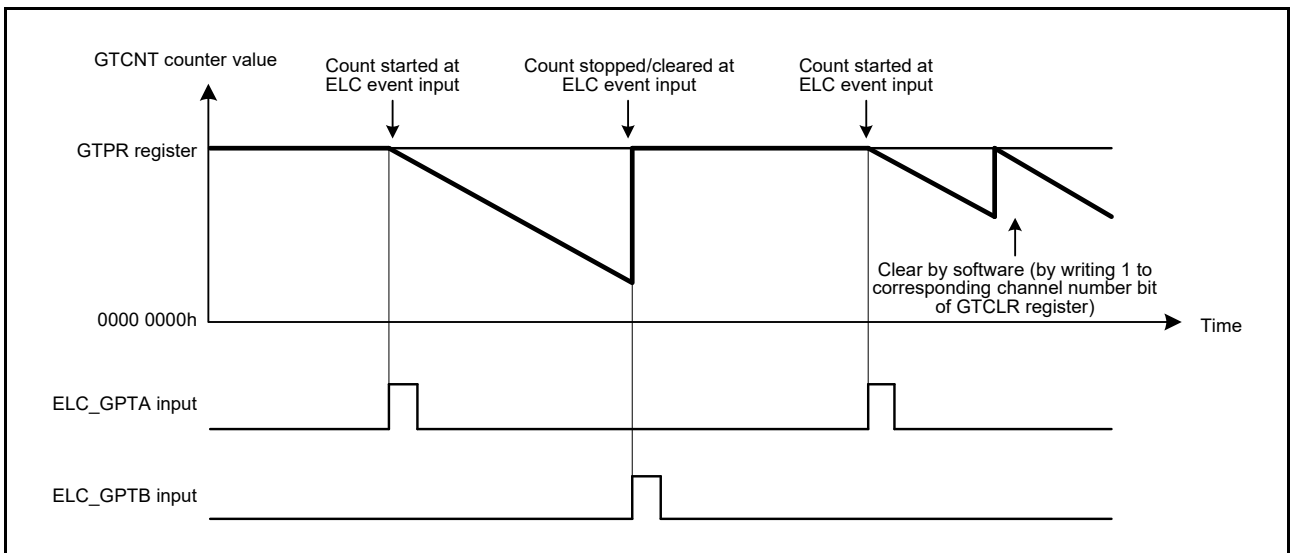 GTCNT counter value
Count started at
ELC event input
Count stopped/cleared at
ELC event input
Count started at
ELC event input
GTPR register
Clear by software (by writing 1 to
corresponding channel number bit
of GTCLR register)
0000 0000h
Time
ELC_GPTA input
ELC_GPTB input